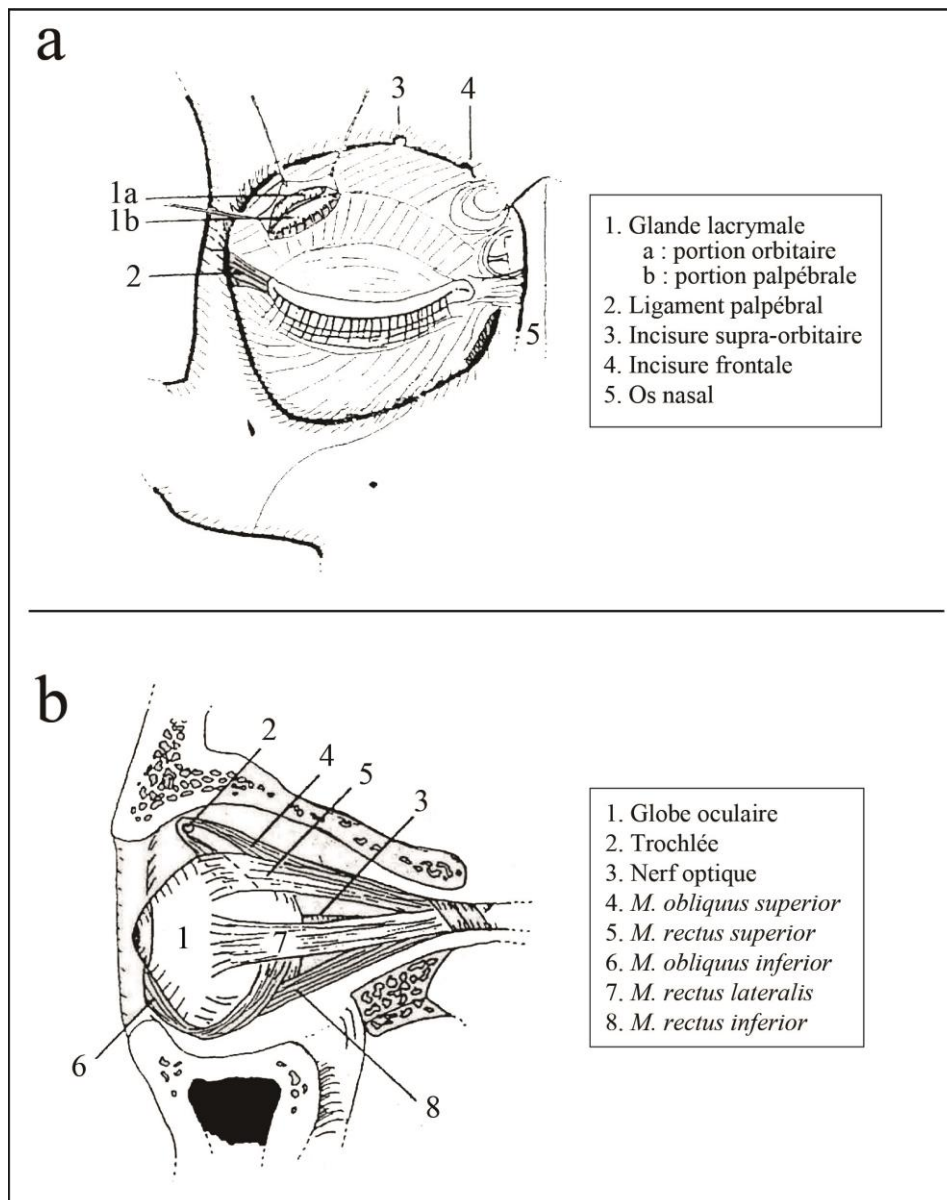 a
3 4
1a
1b
2
5
1. Glande lacrymale
a : portion orbitaire
b : portion palpébrale
2. Ligament palpébral
3. Incisure supra-orbitaire
4. Incisure frontale
5. Os nasal
b
2
4
5
3
1
7
6
8
1. Globe oculaire
2. Trochlée
3. Nerf optique
4. M. obliquus superior
5. M. rectus superior
6. M. obliquus inferior
7. M. rectus lateralis
8. M. rectus inferior